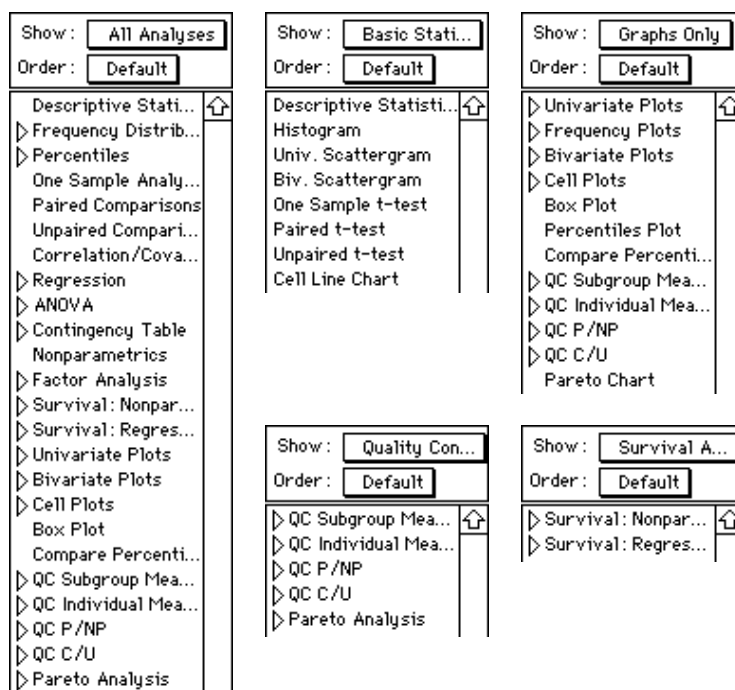 Show: All Analyses
Order: Default
Descriptive Stati...
Frequency Distrib...
Percentiles
One Sample Analy...
Paired Comparisons
Unpaired Compari...
Correlation/Cova...
Regression
ANOVA
Contingency Table
Nonparametrics
Factor Analysis
Survival: Nonpar...
Survival: Regres...
Univariate Plots
Bivariate Plots
Cell Plots
Box Plot
Compare Percenti...
QC Subgroup Mea...
QC Individual Mea...
QC P/NP
QC C/U
Pareto Analysis
Show: Basic Stati...
Order: Default
Descriptive Statisti...
Histogram
Univ. Scattergram
Biv. Scattergram
One Sample t-test
Paired t-test
Unpaired t-test
Cell Line Chart
Show: Graphs Only
Order: Default
Univariate Plots
Frequency Plots
Bivariate Plots
Cell Plots
Box Plot
Percentiles Plot
Compare Percenti...
QC Subgroup Mea...
QC Individual Mea...
QC P/NP
QC C/U
Pareto Chart
Show: Quality Con...
Order: Default
QC Subgroup Mea...
QC Individual Mea...
QC P/NP
QC C/U
Pareto Analysis
Show: Survival A...
Order: Default
Survival: Nonpar...
Survival: Regres...